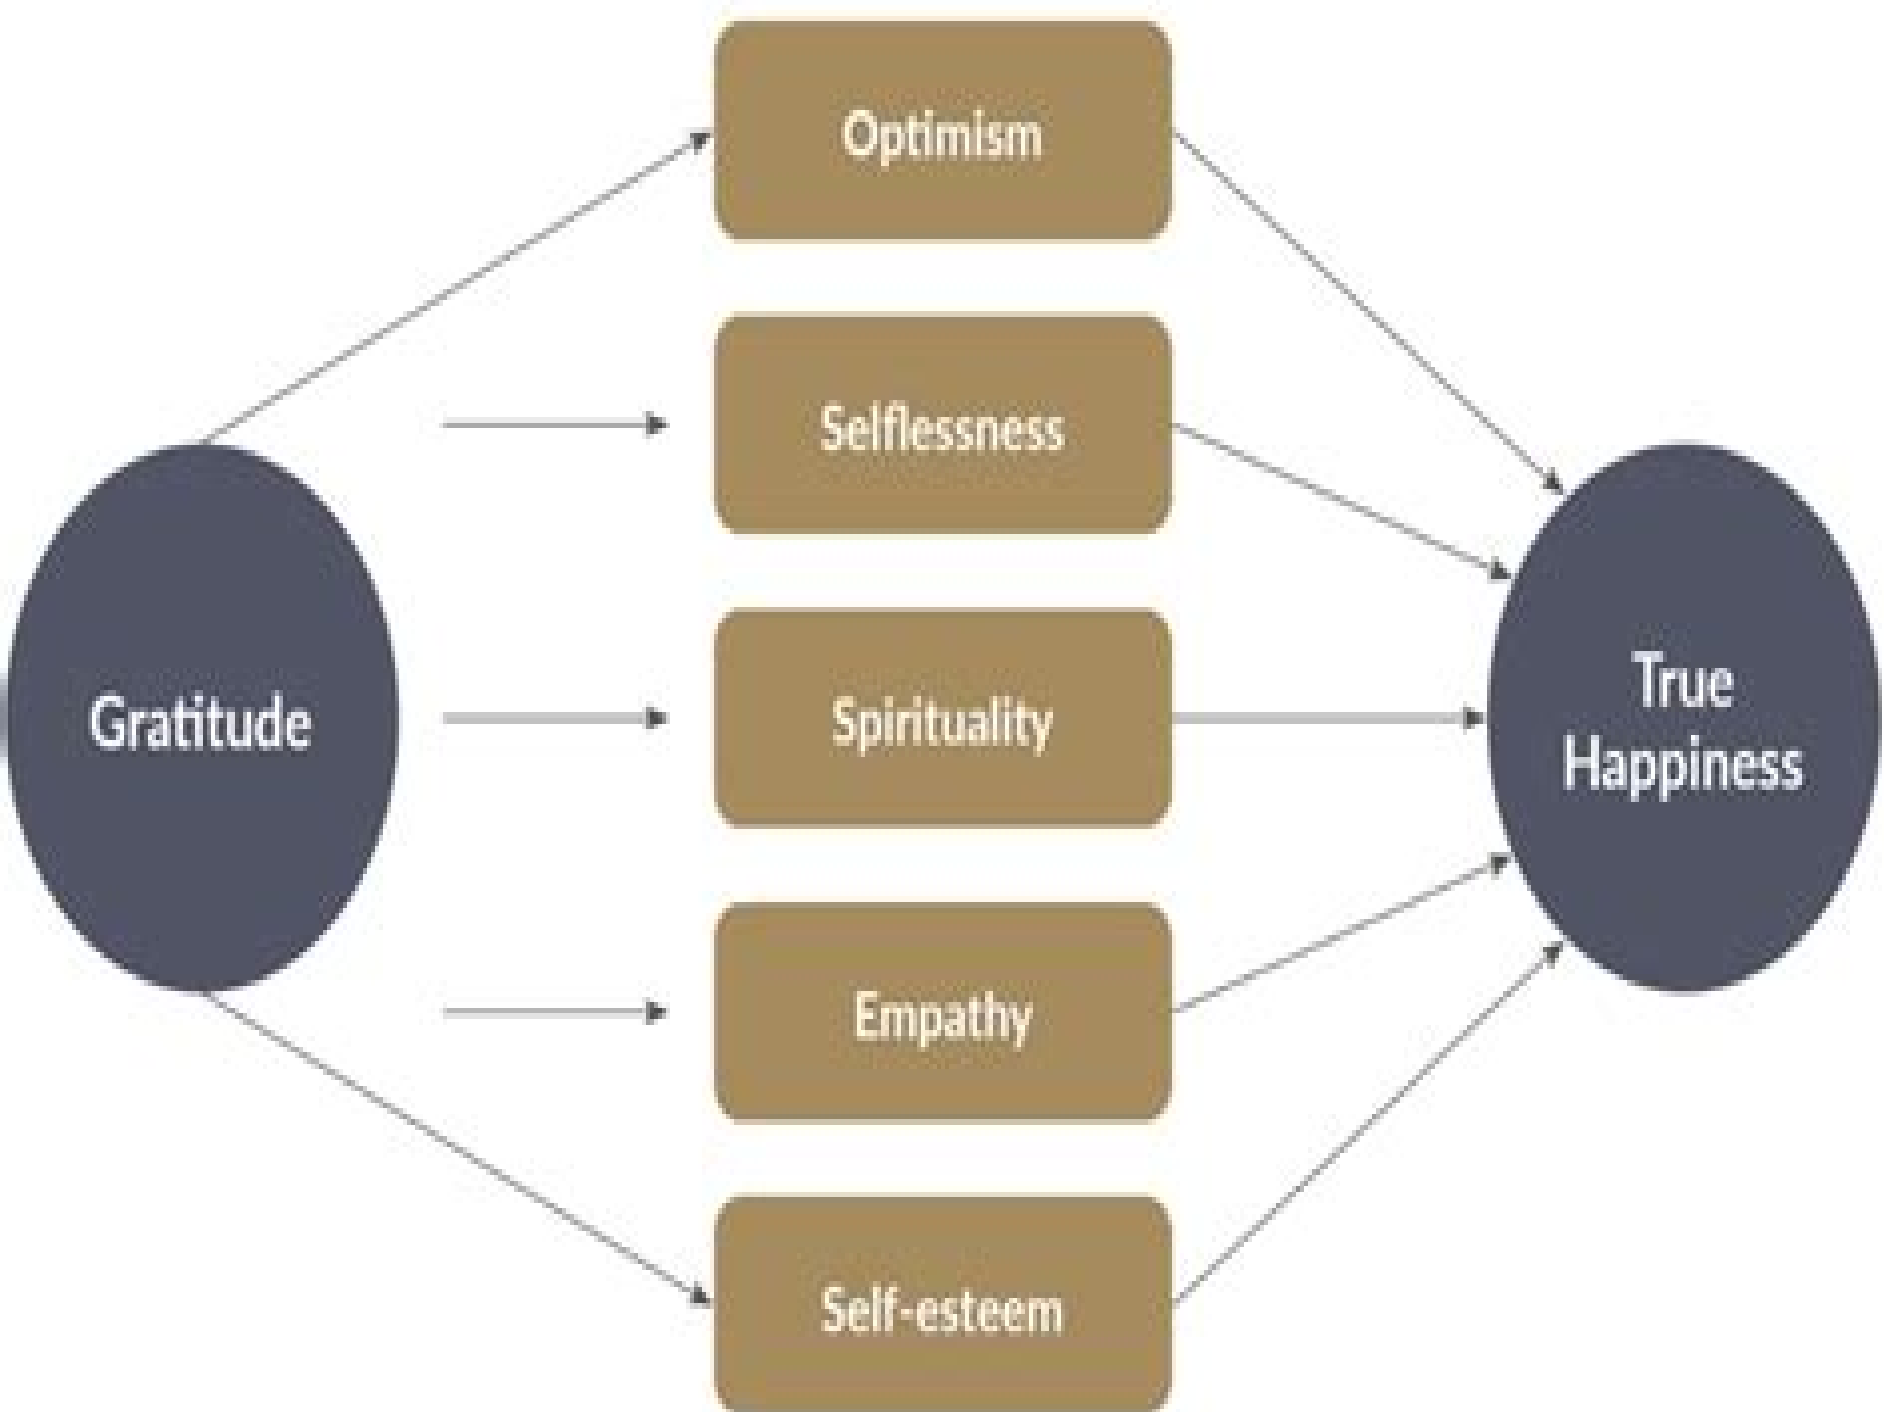 Optimism
Selflessness
Gratitude
Spirituality
True
Happiness
Empathy
Self-esteem